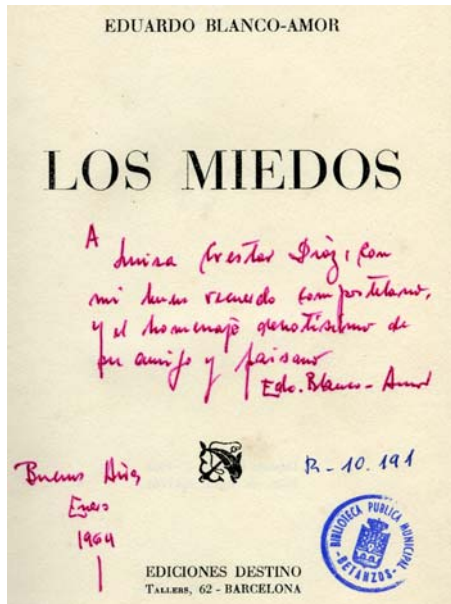 EDUARDO BLANCO-AMOR
LOS MIEDOS
A
Luisa Crestar Díaz, con
mi buen recuerdo compostelano,
y el homenaje devotísimo de
su amigo y paisano
Edo. Blanco-Amor
Buenos Aires
Enero
1964
R-10.191
BIBLIOTECA PUBLICA MUNICIPAL
-BETANZOS-
EDICIONES DESTINO
TALLERS, 62 - BARCELONA